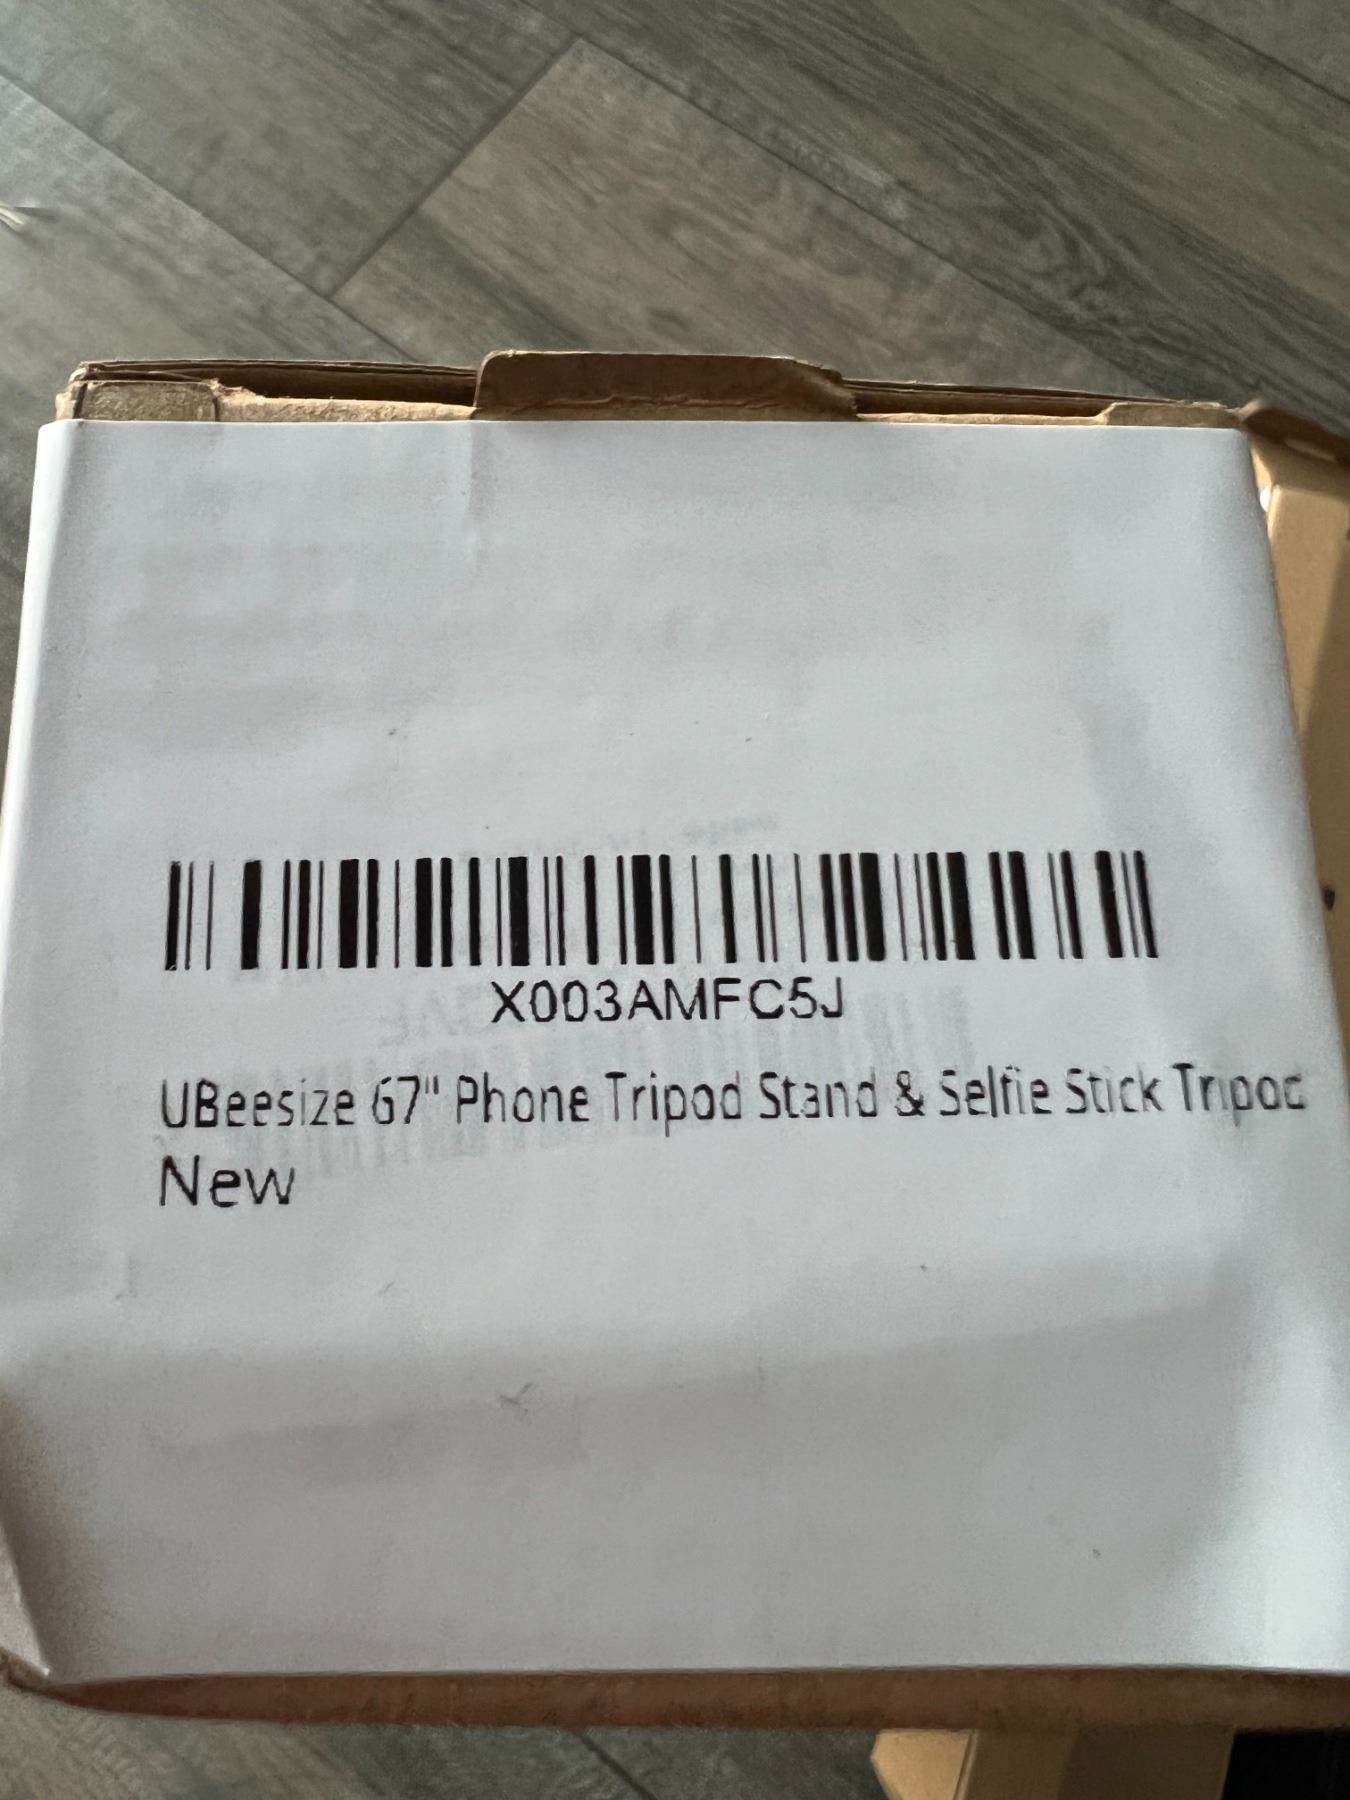 X003AMFC5J
UBeesize 67" Phone Tripod Stand & Selfie Stick Tripod
New